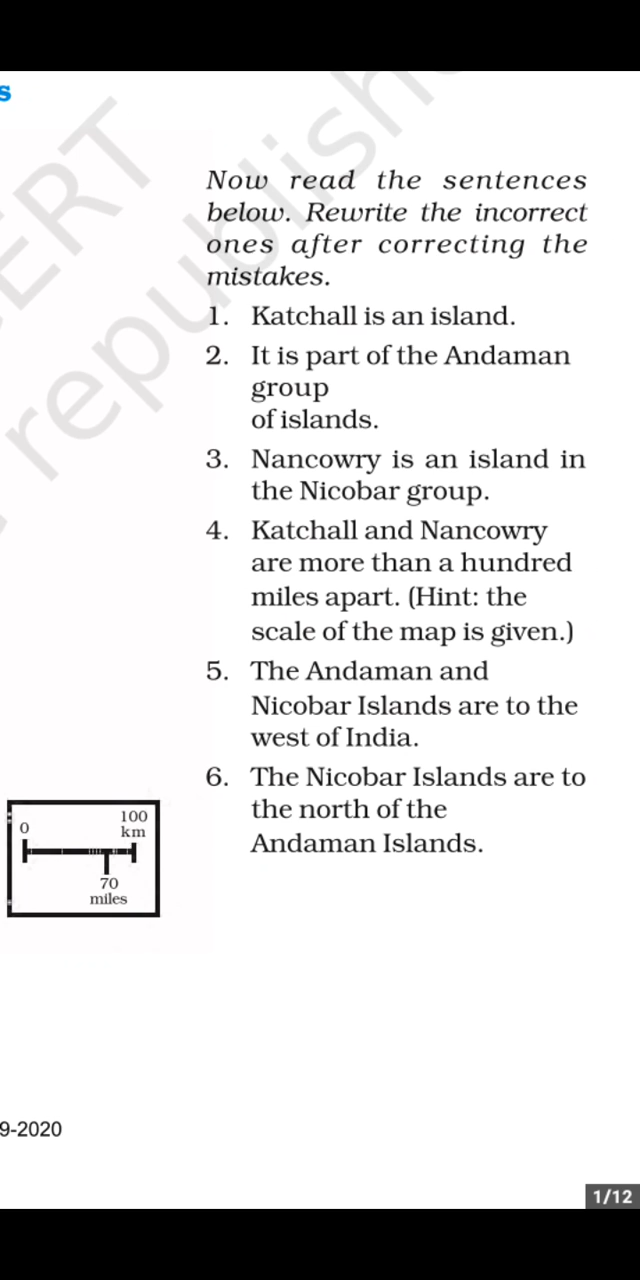 s
ERT
republish
Now read the sentences
below. Rewrite the incorrect
ones after correcting the
mistakes.
1. Katchall is an island.
2. It is part of the Andaman
group
of islands.
3. Nancowry is an island in
the Nicobar group.
4. Katchall and Nancowry
are more than a hundred
miles apart. (Hint: the
scale of the map is given.)
5. The Andaman and
Nicobar Islands are to the
west of India.
6. The Nicobar Islands are to
the north of the
Andaman Islands.
0
100
km
70
miles
9-2020
1/12